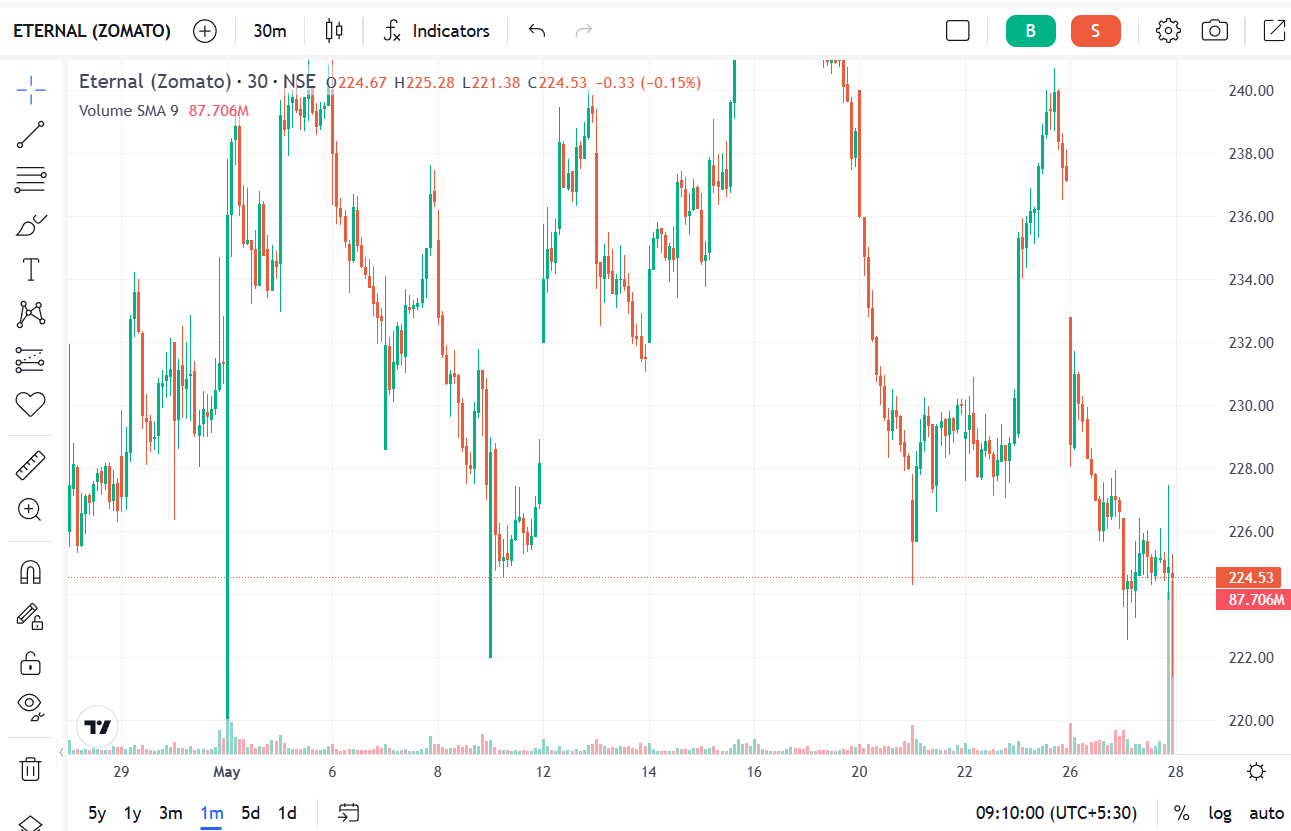 ETERNAL (ZOMATO) 30m Indicators B S
Eternal (Zomato) · 30 · NSE O224.67 H225.28 L221.38 C224.53 −0.33 (−0.15%)
Volume SMA 9 87.706M
240.00
238.00
236.00
234.00
232.00
230.00
228.00
226.00
224.53
87.706M
222.00
220.00
29 May 6 8 12 14 16 20 22 26 28
5y 1y 3m 1m 5d 1d 09:10:00 (UTC+5:30) % log auto